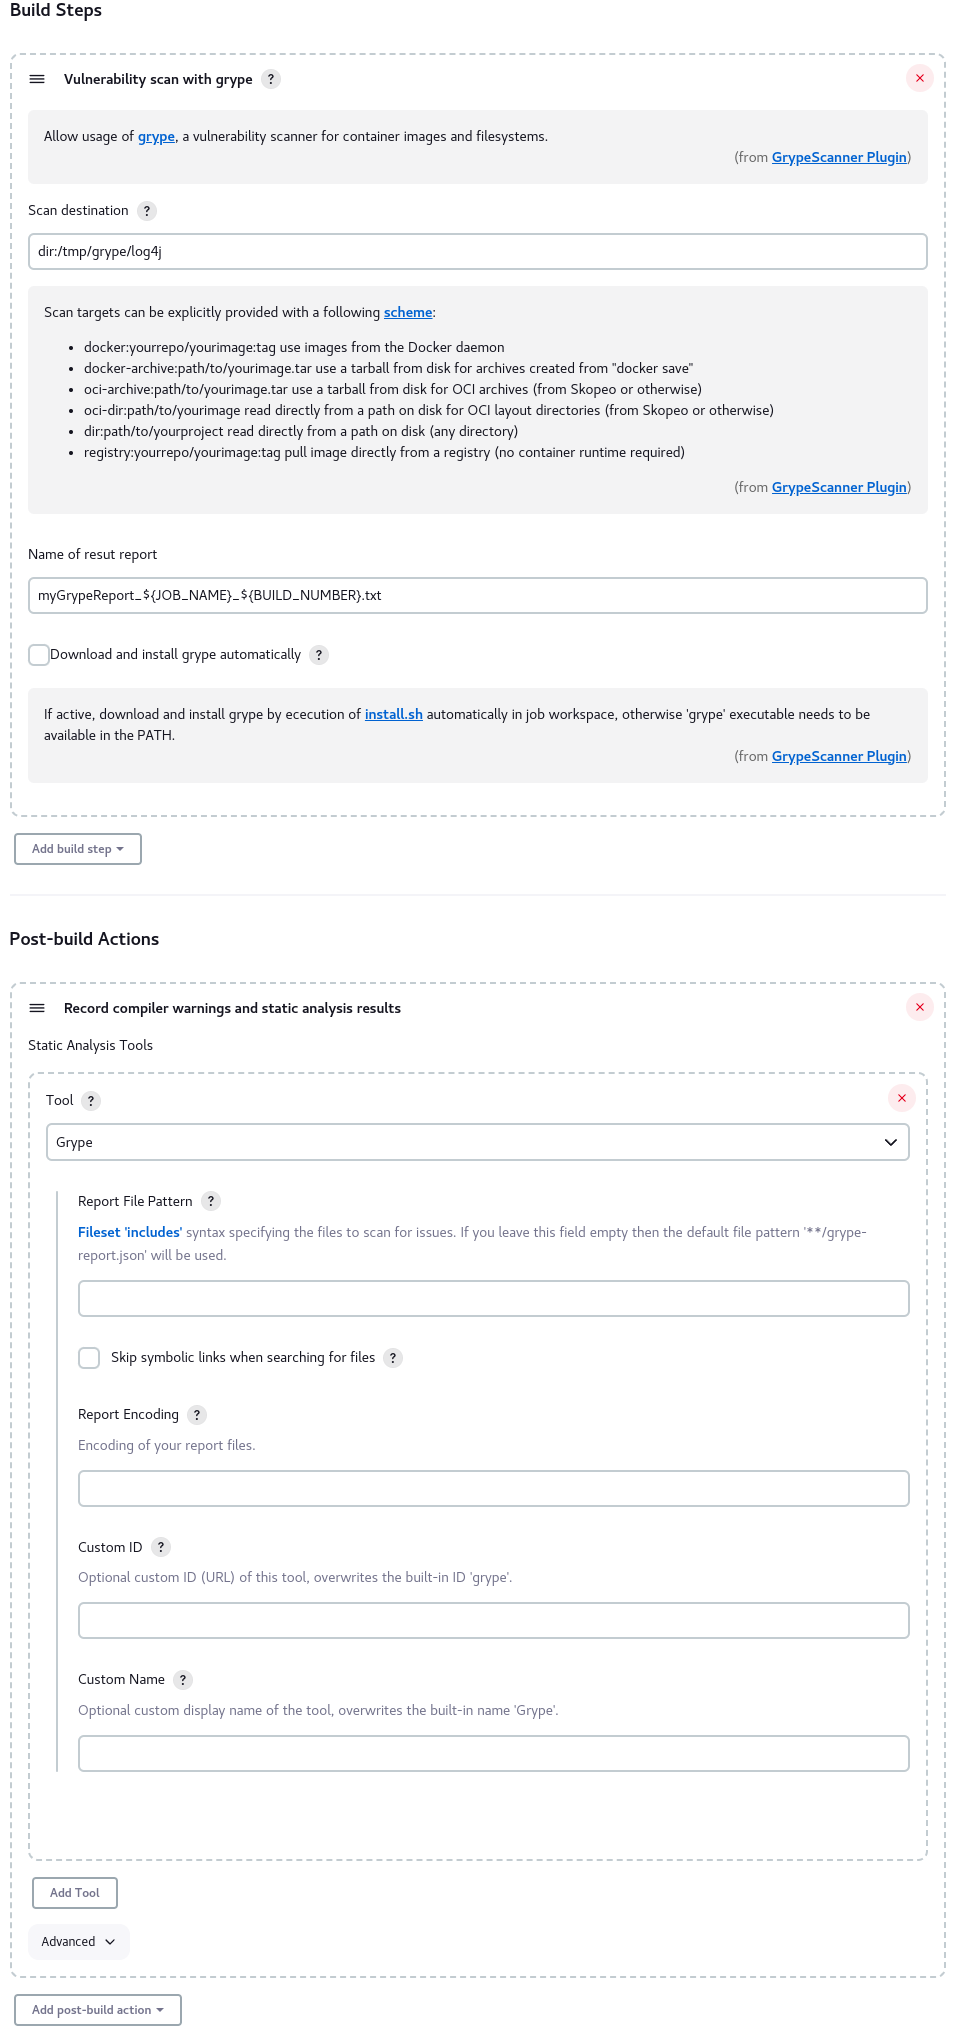 Build Steps
Vulnerability scan with grype ?
Allow usage of grype, a vulnerability scanner for container images and filesystems.
(from GrypeScanner Plugin)
Scan destination ?
dir:/tmp/grype/log4j
Scan targets can be explicitly provided with a following scheme:
• docker:yourrepo/yourimage:tag use images from the Docker daemon
• docker-archive:path/to/yourimage.tar use a tarball from disk for archives created from "docker save"
• oci-archive:path/to/yourimage.tar use a tarball from disk for OCI archives (from Skopeo or otherwise)
• oci-dir:path/to/yourimage read directly from a path on disk for OCI layout directories (from Skopeo or otherwise)
• dir:path/to/yourproject read directly from a path on disk (any directory)
• registry:yourrepo/yourimage:tag pull image directly from a registry (no container runtime required)
(from GrypeScanner Plugin)
Name of resut report
myGrypeReport_${JOB_NAME}_${BUILD_NUMBER}.txt
Download and install grype automatically ?
If active, download and install grype by ececution of install.sh automatically in job workspace, otherwise 'grype' executable needs to be
available in the PATH.
(from GrypeScanner Plugin)
Add build step
Post-build Actions
Record compiler warnings and static analysis results
Static Analysis Tools
Tool ?
Grype
Report File Pattern ?
Fileset 'includes' syntax specifying the files to scan for issues. If you leave this field empty then the default file pattern '**/grype-
report.json' will be used.
Skip symbolic links when searching for files ?
Report Encoding ?
Encoding of your report files.
Custom ID ?
Optional custom ID (URL) of this tool, overwrites the built-in ID 'grype'.
Custom Name ?
Optional custom display name of the tool, overwrites the built-in name 'Grype'.
Add Tool
Advanced
Add post-build action